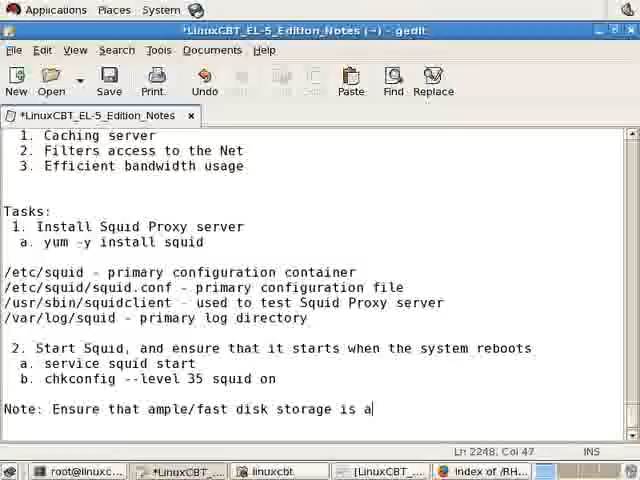 Applications Places System
*LinuxCBT_EL-5_Edition_Notes (~) - gedit
File Edit View Search Tools Documents Help
New Open Save Print. Undo Paste Find Replace
*LinuxCBT_EL-5_Edition_Notes x
1. Caching server
2. Filters access to the Net
3. Efficient bandwidth usage
Tasks:
1. Install Squid Proxy server
a. yum -y install squid
/etc/squid - primary configuration container
/etc/squid/squid.conf - primary configuration file
/usr/sbin/squidclient - used to test Squid Proxy server
/var/log/squid - primary log directory
2. Start Squid, and ensure that it starts when the system reboots
a. service squid start
b. chkconfig --level 35 squid on
Note: Ensure that ample/fast disk storage is a
Ln 2248, Col 47 INS
root@linuxc... *LinuxCBT_... linuxcbt [LinuxCBT_... Index of /RH...